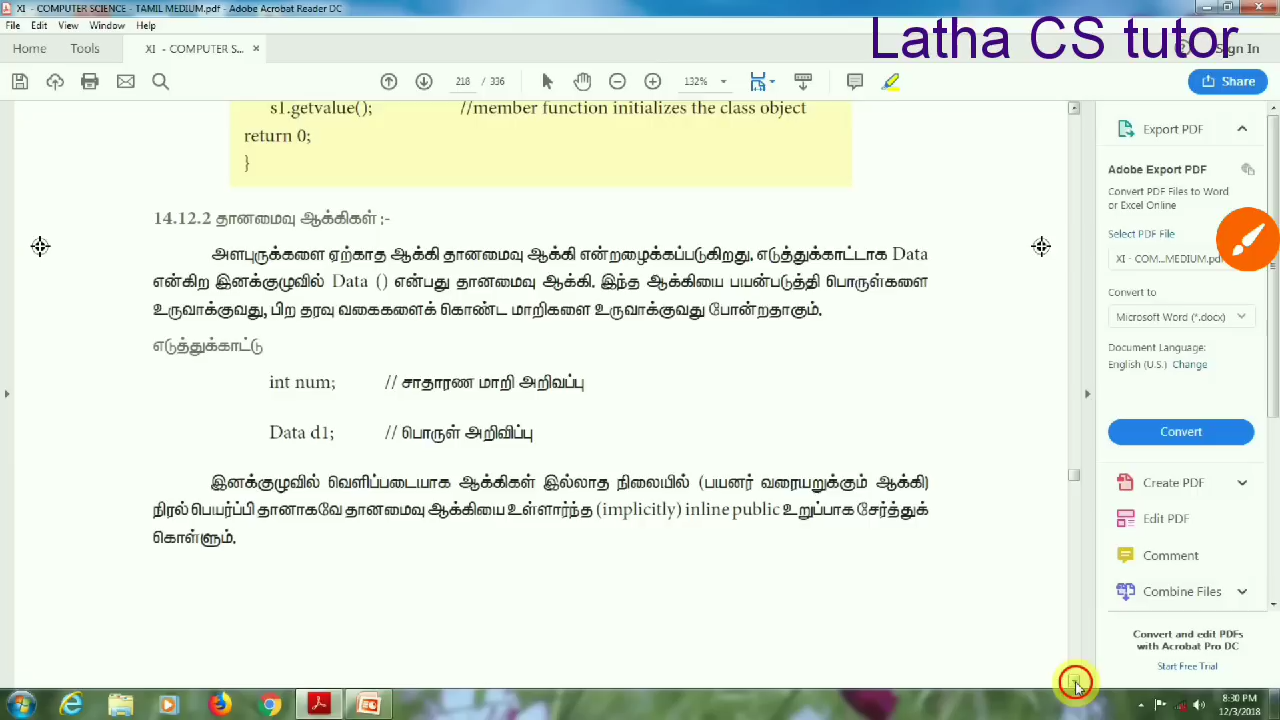 XI - COMPUTER SCIENCE - TAMIL MEDIUM.pdf - Adobe Acrobat Reader DC
File Edit View Window Help
Latha CS tutor
Home Tools XI - COMPUTER S... × Sign In
218 / 336 132% Share
s1.getvalue(); //member function initializes the class object
return 0;
}
14.12.2 தானமைவு ஆக்கிகள் :-
அளபுருக்களை ஏற்காத ஆக்கி தானமைவு ஆக்கி என்றழைக்கப்படுகிறது. எடுத்துக்காட்டாக Data
என்கிற இனக்குழுவில் Data () என்பது தானமைவு ஆக்கி. இந்த ஆக்கியை பயன்படுத்தி பொருள்களை
உருவாக்குவது, பிற தரவு வகைகளைக் கொண்ட மாறிகளை உருவாக்குவது போன்றதாகும்.
எடுத்துக்காட்டு
int num; // சாதாரண மாறி அறிவப்பு
Data d1; // பொருள் அறிவிப்பு
இனக்குழுவில் வெளிப்படையாக ஆக்கிகள் இல்லாத நிலையில் (பயனர் வரையறுக்கும் ஆக்கி)
நிரல் பெயர்ப்பி தானாகவே தானமைவு ஆக்கியை உள்ளார்ந்த (implicitly) inline public உறுப்பாக சேர்த்துக்
கொள்ளும்.
Export PDF
Adobe Export PDF
Convert PDF Files to Word
or Excel Online
Select PDF File
XI - COM...MEDIUM.pdf
Convert to
Microsoft Word (*.docx)
Document Language:
English (U.S.) Change
Convert
Create PDF
Edit PDF
Comment
Combine Files
Convert and edit PDFs
with Acrobat Pro DC
Start Free Trial
8:30 PM
12/3/2018